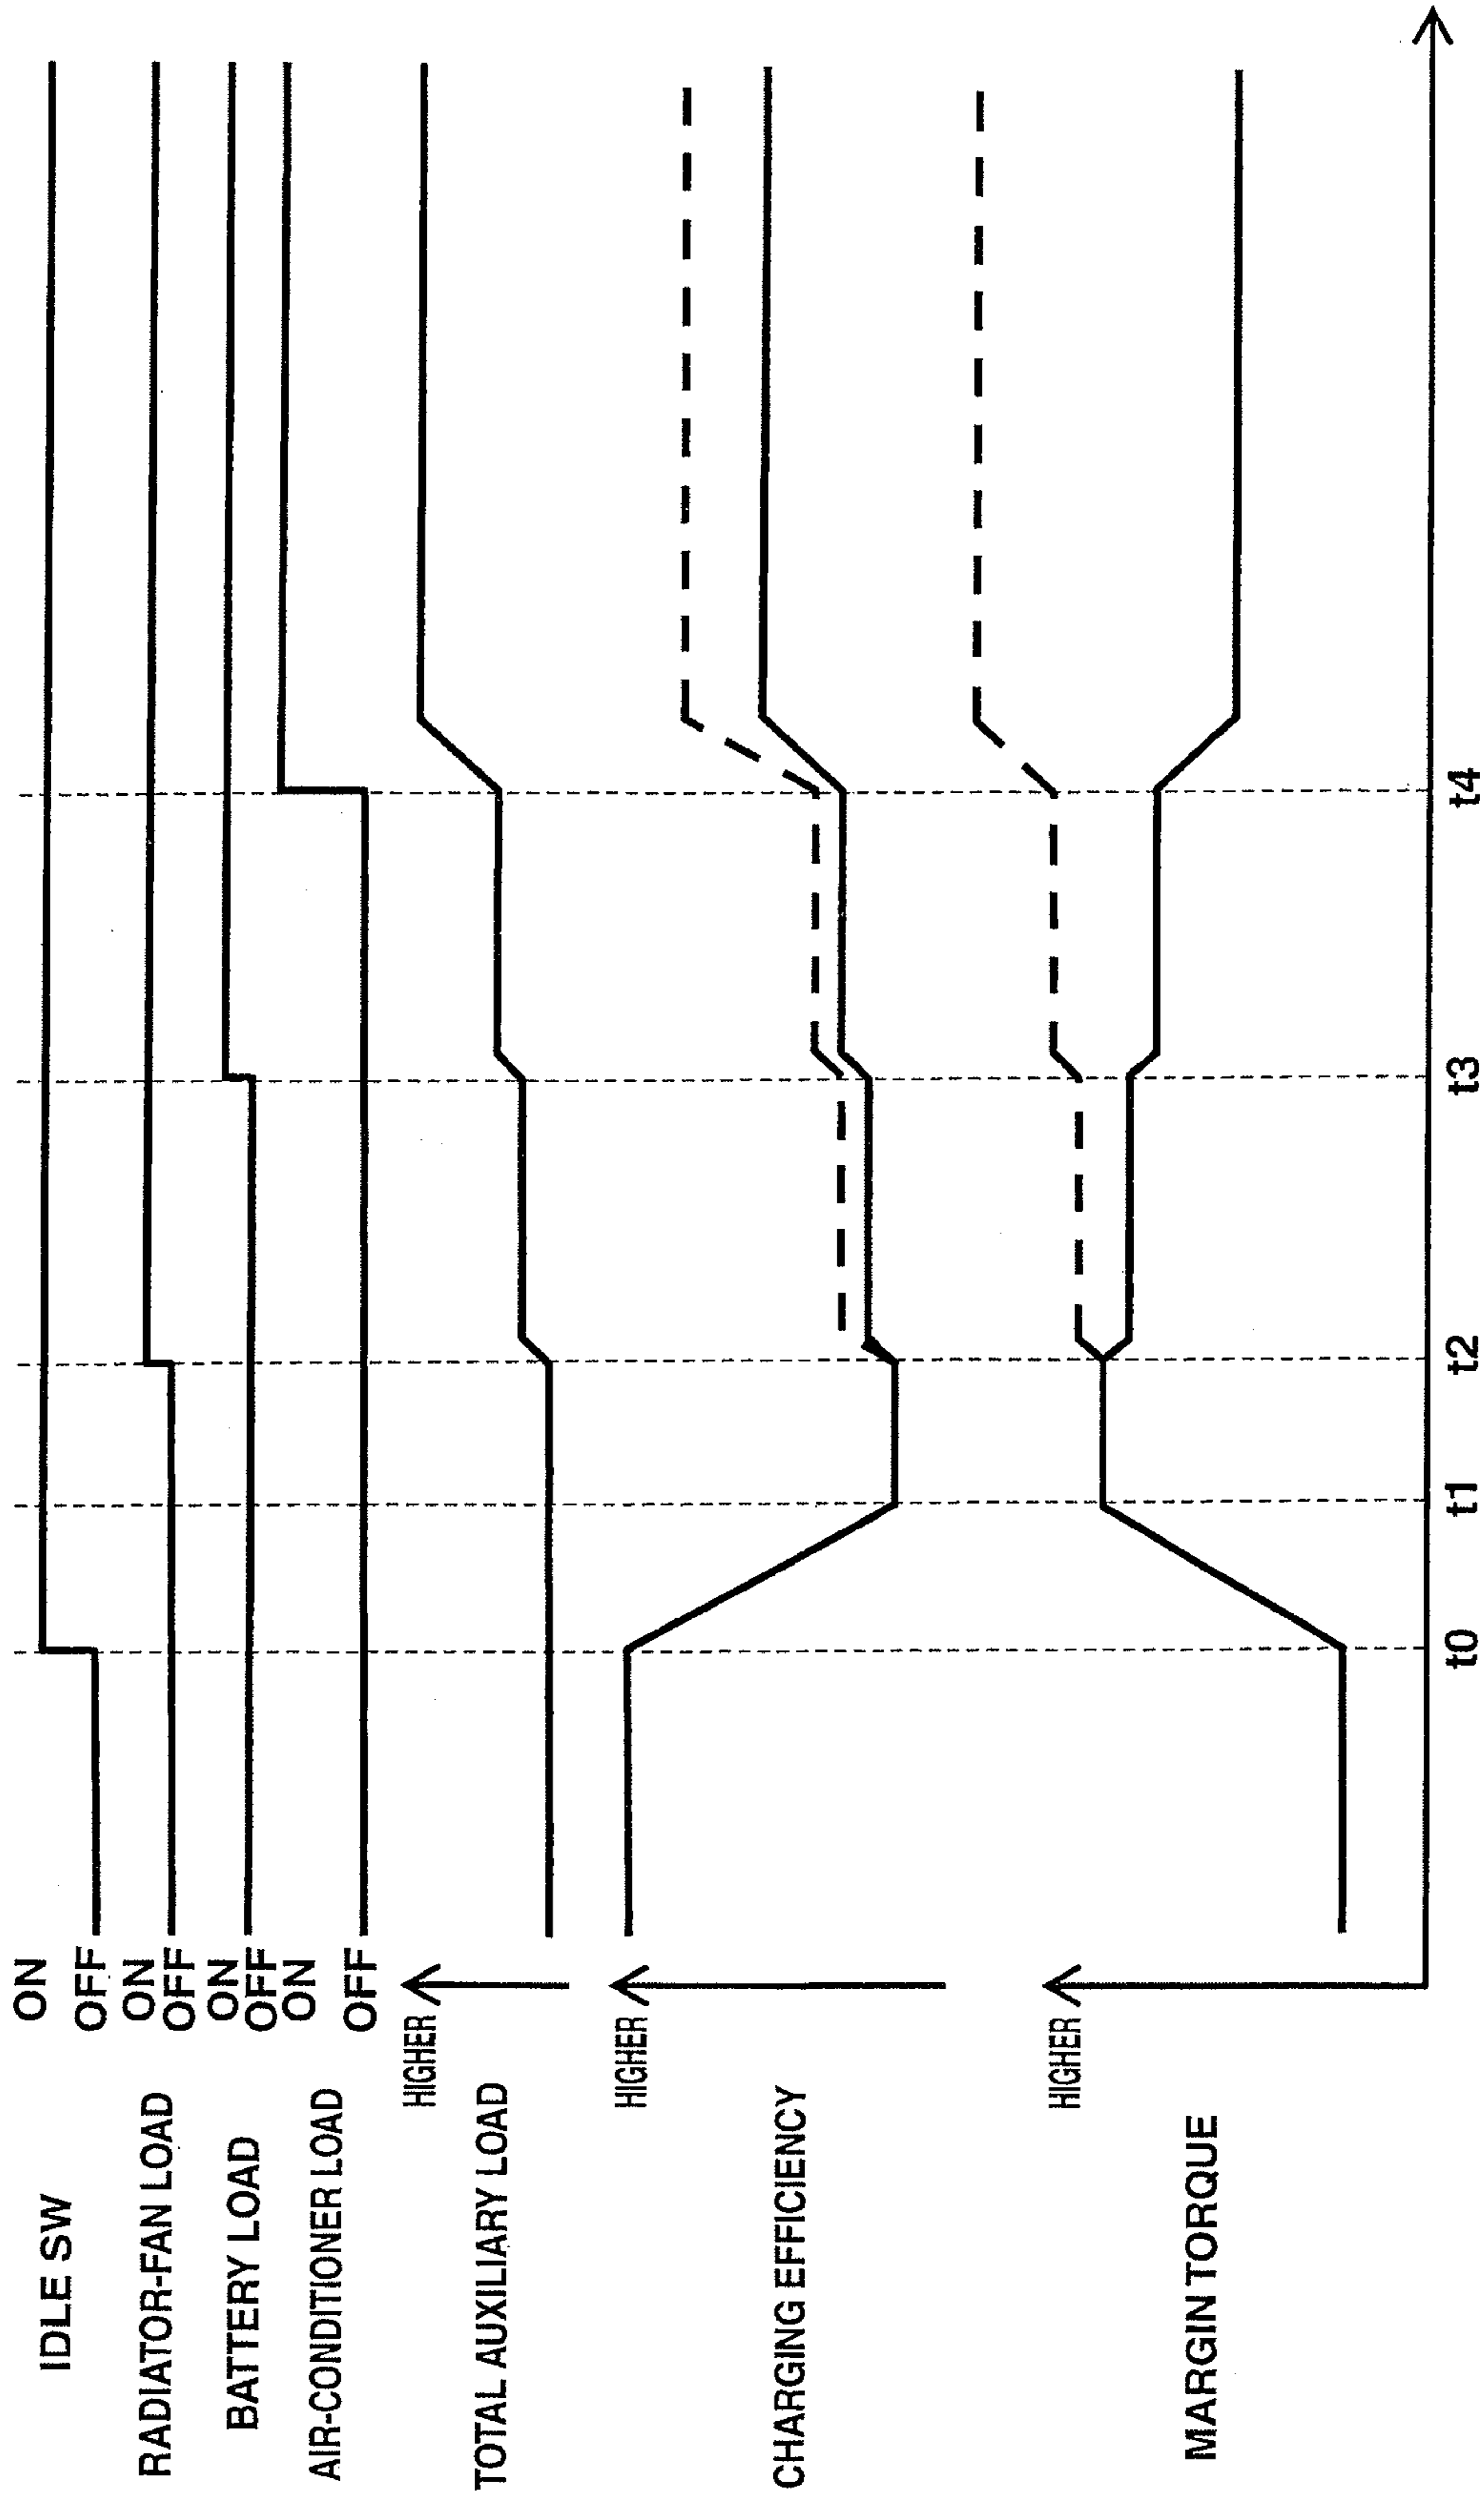 IDLE SW
ON
OFF
RADIATOR-FAN LOAD
ON
OFF
BATTERY LOAD
ON
OFF
AIR-CONDITIONER LOAD
ON
OFF
TOTAL AUXILIARY LOAD
HIGHER
CHARGING EFFICIENCY
HIGHER
MARGIN TORQUE
HIGHER
t0
t1
t2
t3
t4